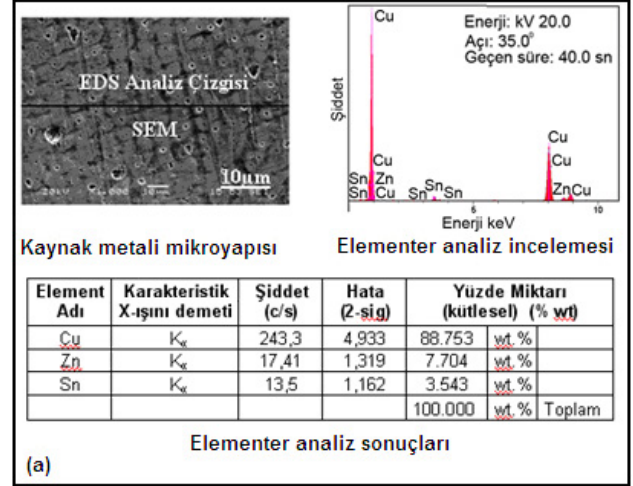 EDS Analiz Çizgisi
SEM
10µm
Şiddet
Cu
Enerji: kV 20.0
Açı: 35.0⁰
Geçen süre: 40.0 sn
Cu
Cu
Cu
Sn Zn
Sn Cu
Sn Sn Sn
ZnCu
5
10
Enerji keV
Kaynak metali mikroyapısı
Elementer analiz incelemesi
Element Adı Karakteristik X-ışını demeti Şiddet (c/s) Hata (2-sig) Yüzde Miktarı (kütlesel) (% wt)
Cu Kα 243,3 4,933 88.753 wt.%
Zn Kα 17,41 1,319 7.704 wt.%
Sn Kα 13,5 1,162 3.543 wt.%
100.000 wt.% Toplam
Elementer analiz sonuçları
(a)